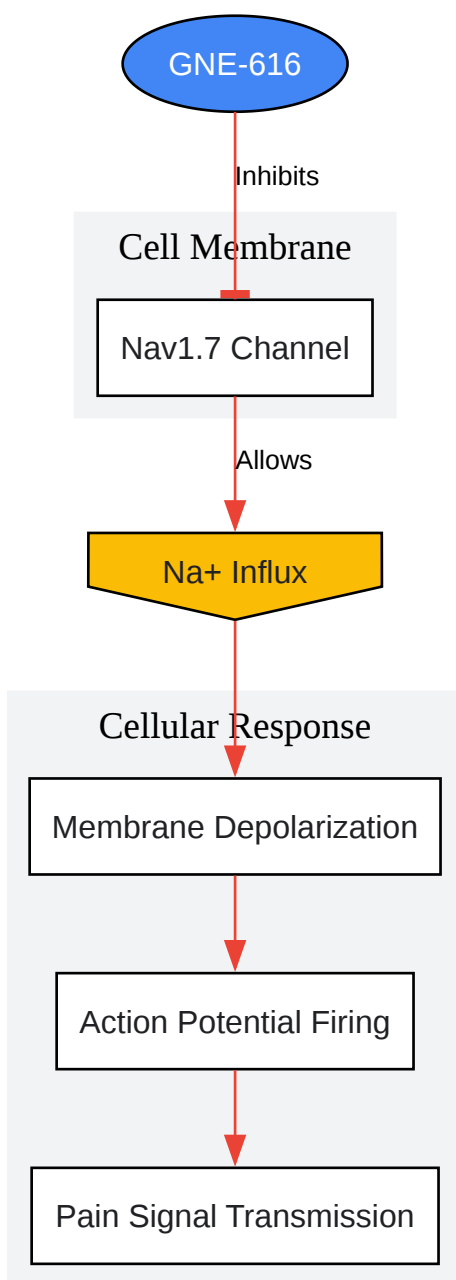 GNE-616
Inhibits
Cell Membrane
Nav1.7 Channel
Allows
Na+ Influx
Cellular Response
Membrane Depolarization
Action Potential Firing
Pain Signal Transmission